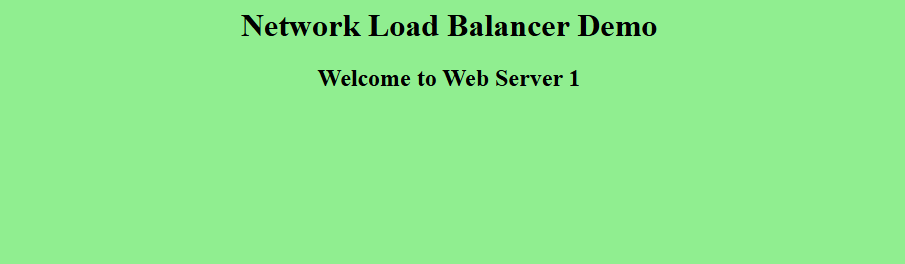 Network Load Balancer Demo
Welcome to Web Server 1